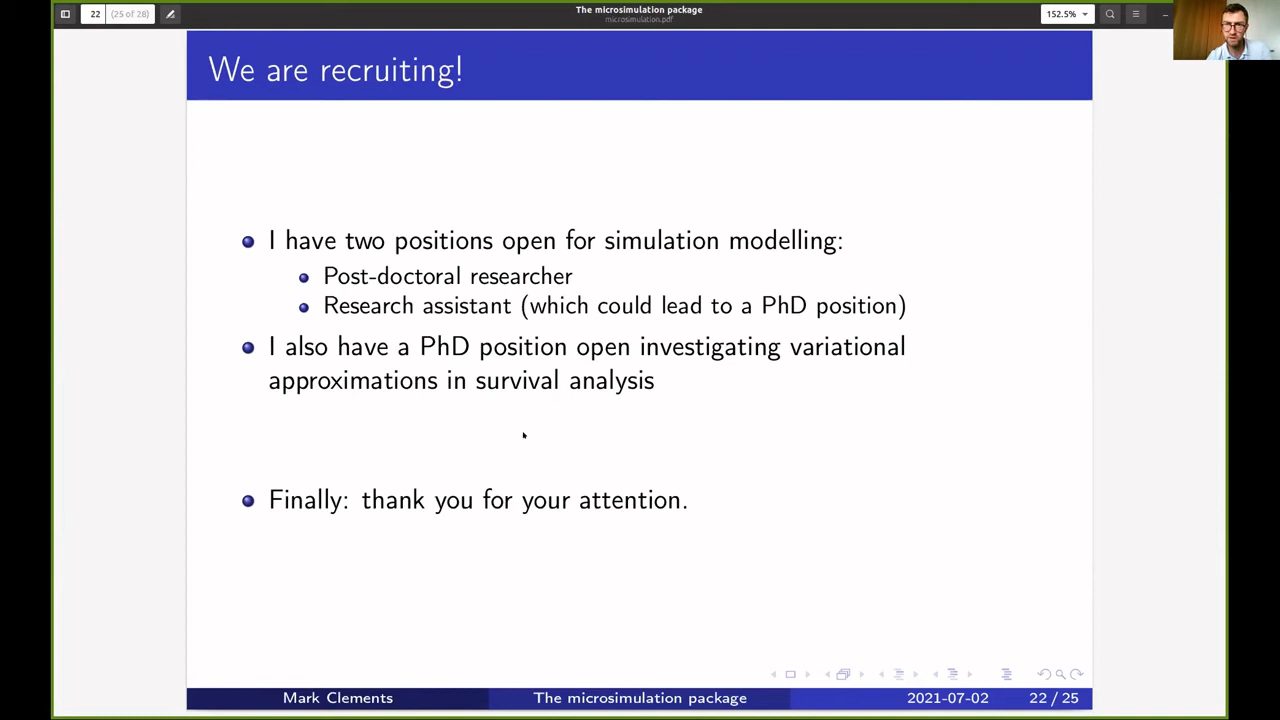 22 (25 of 28) The microsimulation package 152.5%
microsimulation.pdf
We are recruiting!
I have two positions open for simulation modelling:
Post-doctoral researcher
Research assistant (which could lead to a PhD position)
I also have a PhD position open investigating variational
approximations in survival analysis
Finally: thank you for your attention.
Mark Clements The microsimulation package 2021-07-02 22 / 25